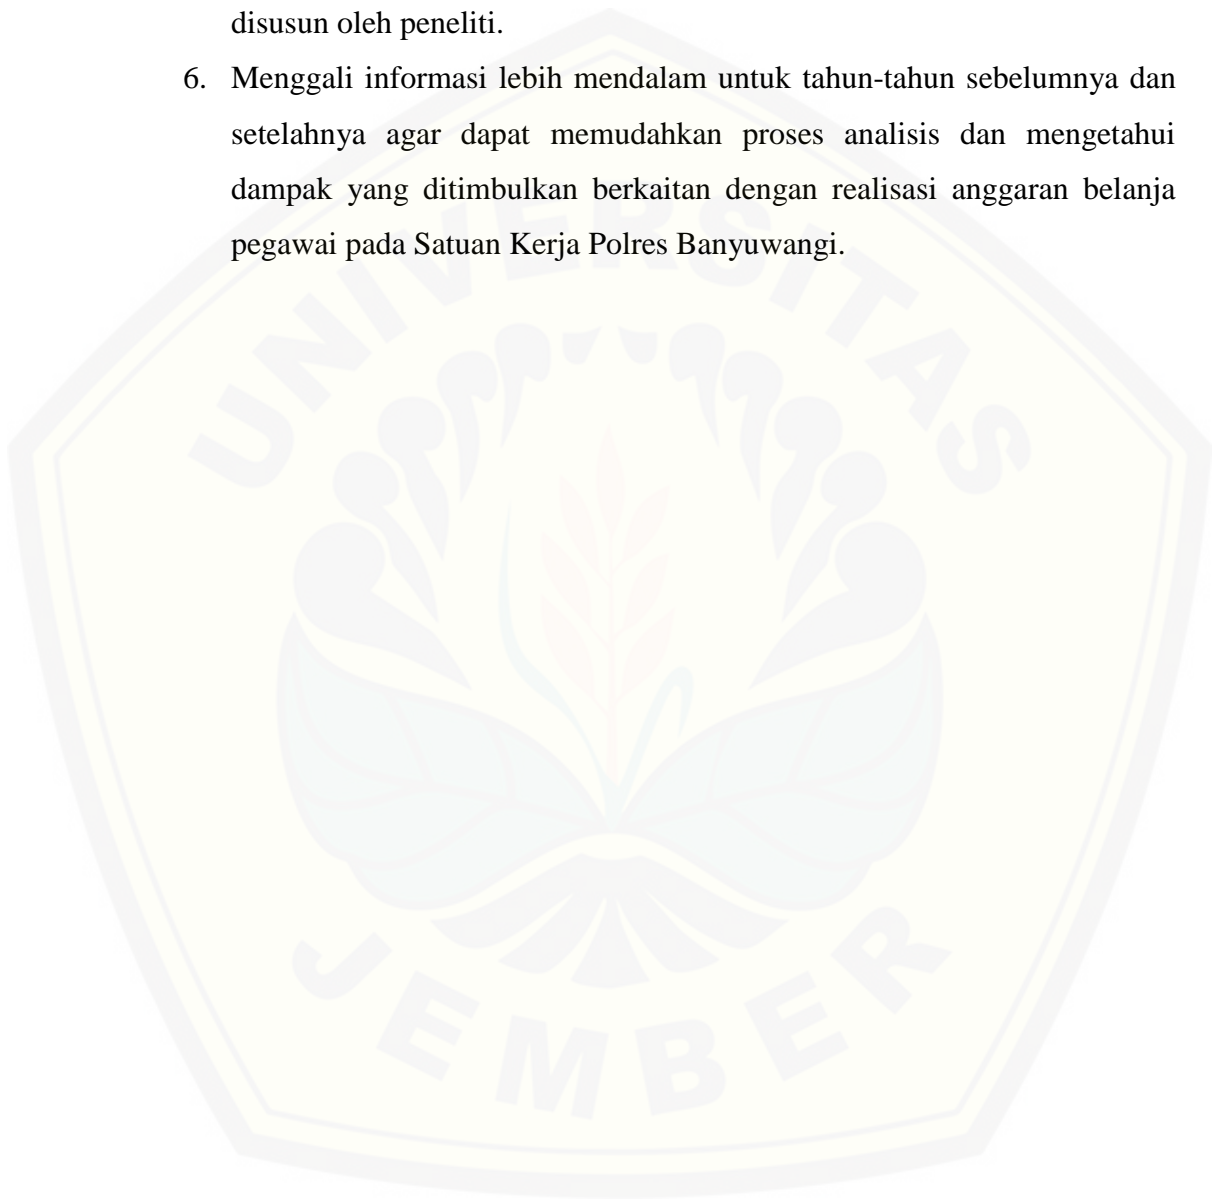 disusun oleh peneliti.
6. Menggali informasi lebih mendalam untuk tahun-tahun sebelumnya dan
setelahnya agar dapat memudahkan proses analisis dan mengetahui
dampak yang ditimbulkan berkaitan dengan realisasi anggaran belanja
pegawai pada Satuan Kerja Polres Banyuwangi.
UNIVERSITAS
JEMBER